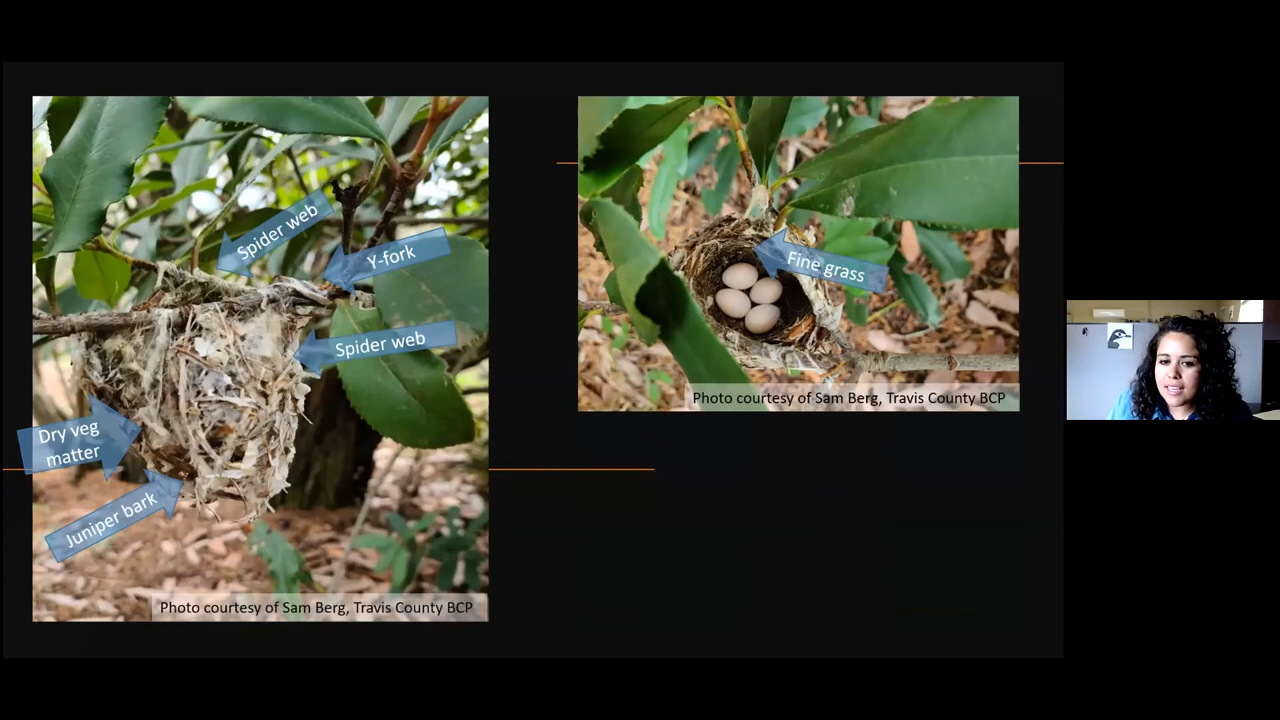 Spider web
Y-fork
Spider web
Dry veg
matter
Juniper bark
Photo courtesy of Sam Berg, Travis County BCP
Fine grass
Photo courtesy of Sam Berg, Travis County BCP